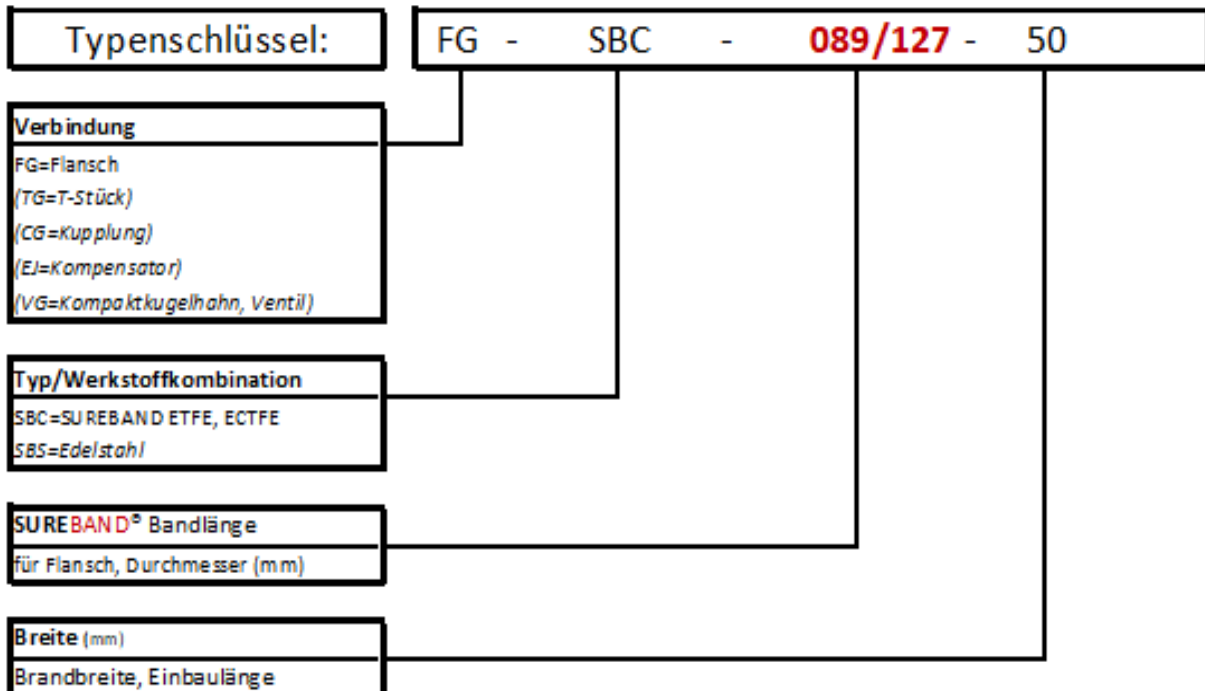 Typenschlüssel:
FG - SBC - 089/127 - 50
Verbindung
FG=Flansch
(TG=T-Stück)
(CG=Kupplung)
(EJ=Kompensator)
(VG=Kompaktkugelhahn, Ventil)
Typ/Werkstoffkombination
SBC=SUREBAND ETFE, ECTFE
SBS=Edelstahl
SUREBAND® Bandlänge
für Flansch, Durchmesser (mm)
Breite (mm)
Brandbreite, Einbaulänge